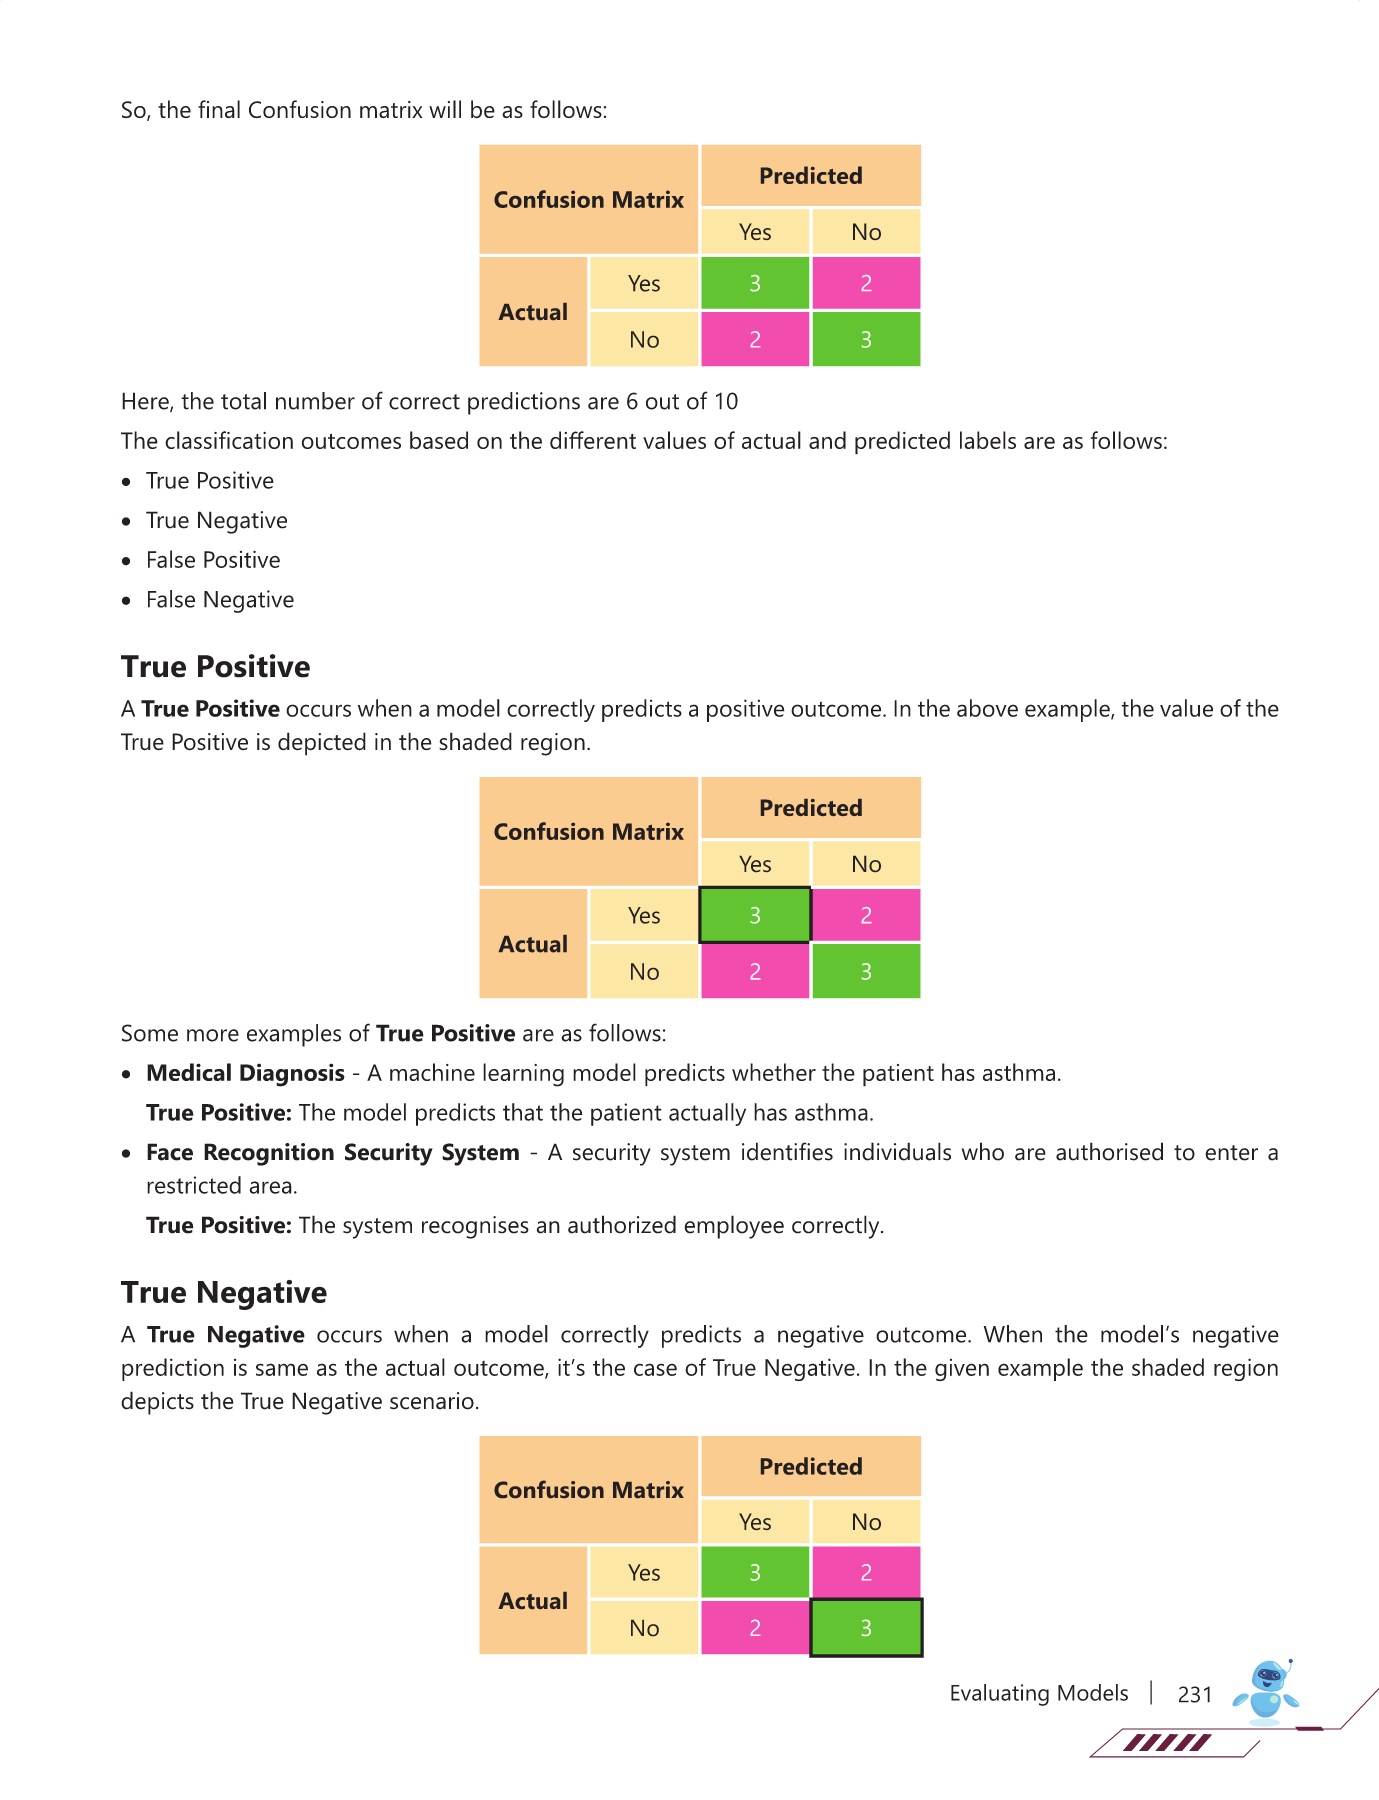 So, the final Confusion matrix will be as follows:
Confusion Matrix
Predicted
Yes No
Actual
Yes 3 2
No 2 3
Here, the total number of correct predictions are 6 out of 10
The classification outcomes based on the different values of actual and predicted labels are as follows:
• True Positive
• True Negative
• False Positive
• False Negative
True Positive
A True Positive occurs when a model correctly predicts a positive outcome. In the above example, the value of the
True Positive is depicted in the shaded region.
Confusion Matrix
Predicted
Yes No
Actual
Yes 3 2
No 2 3
Some more examples of True Positive are as follows:
• Medical Diagnosis - A machine learning model predicts whether the patient has asthma.
True Positive: The model predicts that the patient actually has asthma.
• Face Recognition Security System - A security system identifies individuals who are authorised to enter a
restricted area.
True Positive: The system recognises an authorized employee correctly.
True Negative
A True Negative occurs when a model correctly predicts a negative outcome. When the model’s negative
prediction is same as the actual outcome, it’s the case of True Negative. In the given example the shaded region
depicts the True Negative scenario.
Confusion Matrix
Predicted
Yes No
Actual
Yes 3 2
No 2 3
Evaluating Models | 231